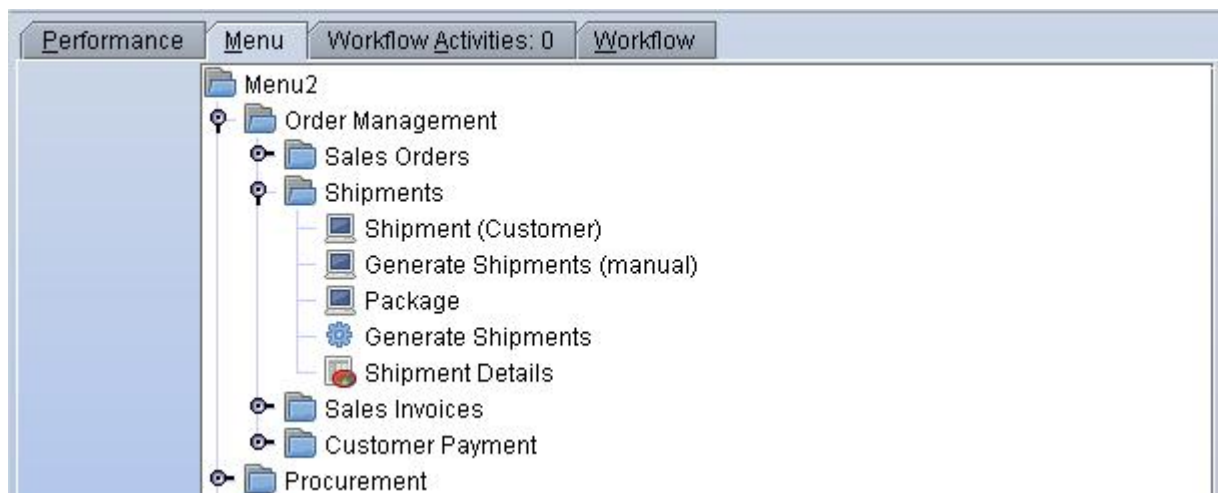 Performance Menu Workflow Activities: 0 Workflow
Menu2
Order Management
Sales Orders
Shipments
Shipment (Customer)
Generate Shipments (manual)
Package
Generate Shipments
Shipment Details
Sales Invoices
Customer Payment
Procurement